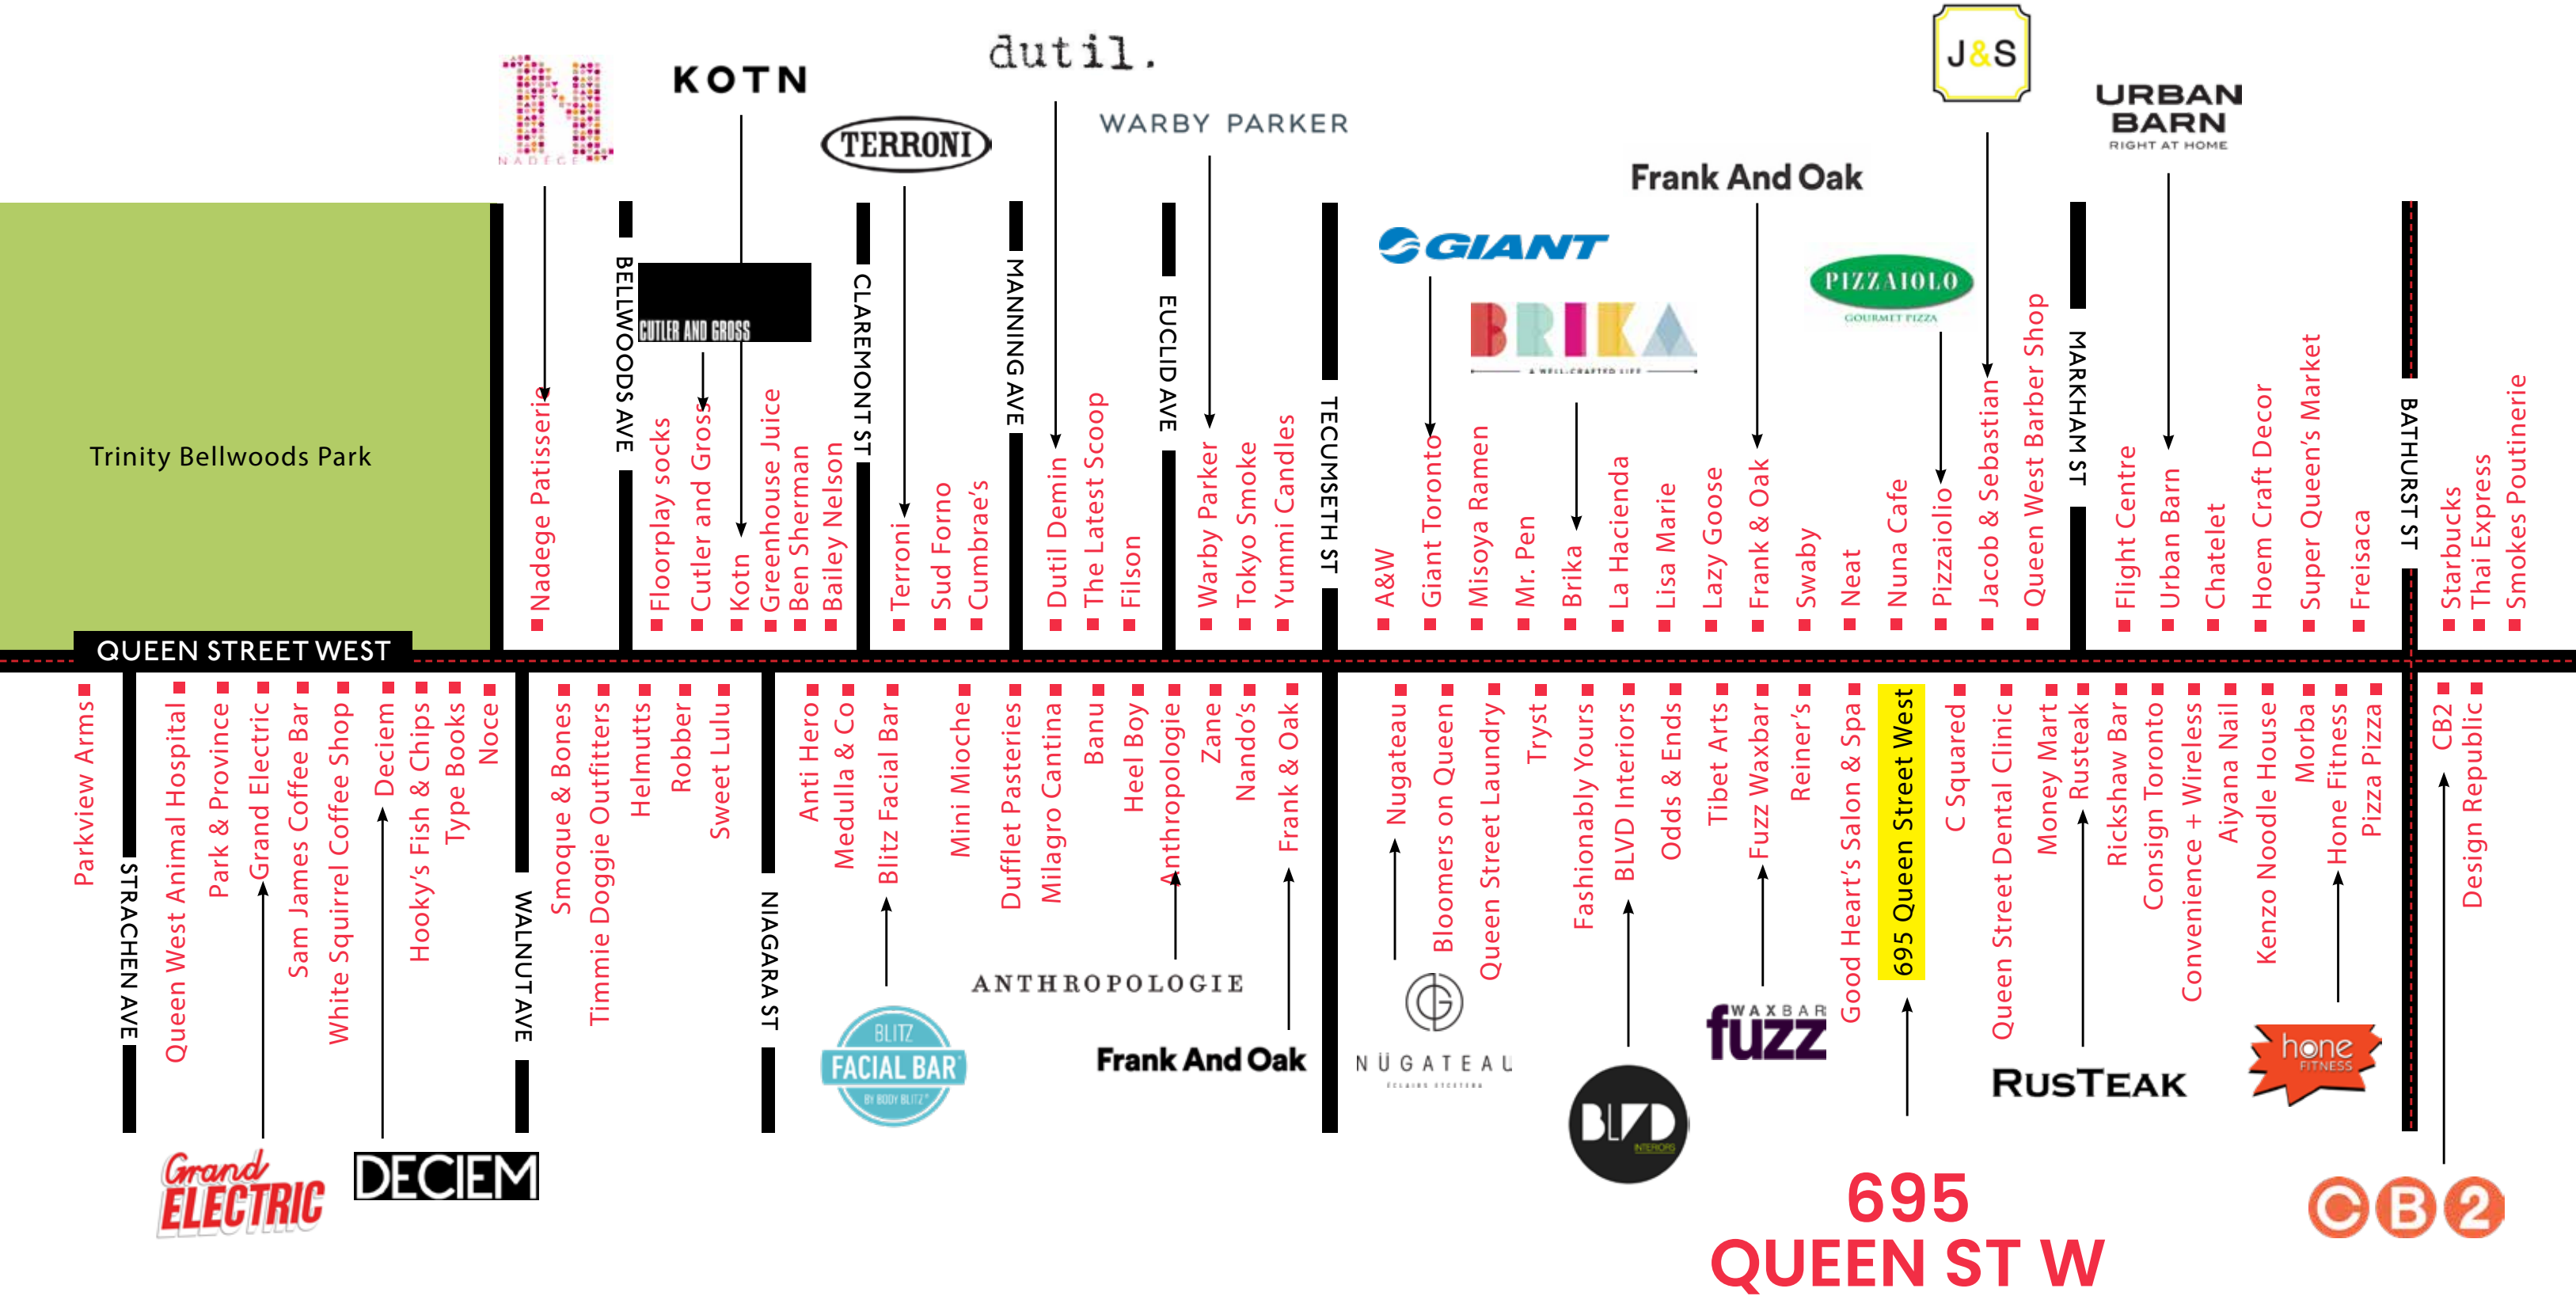 NADÉGE
KOTN
TERRONI
dutil.
WARBY PARKER
Frank And Oak
J&S
URBAN
BARN
RIGHT AT HOME
GIANT
BRIKA
A WELL-CRAFTED LIFE
PIZZAIOLO
GOURMET PIZZA
CUTLER AND GROSS
Trinity Bellwoods Park
Nadege Patisserie
BELLWOODS AVE
Floorplay socks
Cutler and Gross
Kotn
Greenhouse Juice
Ben Sherman
Bailey Nelson
CLAREMONT ST
Terroni
Sud Forno
Cumbrae's
MANNING AVE
Dutil Demin
The Latest Scoop
Filson
EUCLID AVE
Warby Parker
Tokyo Smoke
Yummi Candles
TECUMSETH ST
A&W
Giant Toronto
Misoya Ramen
Mr. Pen
Brika
La Hacienda
Lisa Marie
Lazy Goose
Frank & Oak
Swaby
Neat
Nuna Cafe
Pizzaiolio
Jacob & Sebastian
Queen West Barber Shop
MARKHAM ST
Flight Centre
Urban Barn
Chatelet
Hoem Craft Decor
Super Queen's Market
Freisaca
BATHURST ST
Starbucks
Thai Express
Smokes Poutinerie
QUEEN STREET WEST
Parkview Arms
STRACHEN AVE
Queen West Animal Hospital
Park & Province
Grand Electric
Sam James Coffee Bar
White Squirrel Coffee Shop
Deciem
Hooky's Fish & Chips
Type Books
Noce
WALNUT AVE
Smoque & Bones
Timmie Doggie Outfitters
Helmutts
Robber
Sweet Lulu
NIAGARA ST
Anti Hero
Medulla & Co
Blitz Facial Bar
Mini Mioche
Dufflet Pasteries
Milagro Cantina
Banu
Heel Boy
Anthropologie
Zane
Nando's
Frank & Oak
Nugateau
Bloomers on Queen
Queen Street Laundry
Tryst
Fashionably Yours
BLVD Interiors
Odds & Ends
Tibet Arts
Fuzz Waxbar
Reiner's
Good Heart's Salon & Spa
695 Queen Street West
C Squared
Queen Street Dental Clinic
Money Mart
Rusteak
Rickshaw Bar
Consign Toronto
Convenience + Wireless
Aiyana Nail
Kenzo Noodle House
Morba
Hone Fitness
Pizza Pizza
CB2
Design Republic
Grand
ELECTRIC
DECIEM
BLITZ
FACIAL BAR
BY BODY BLITZ
ANTHROPOLOGIE
Frank And Oak
NÜGATEAU
ÉCLAIRS ETCETERA
BLVD
INTERIORS
WAXBAR
fuzz
RUSTEAK
hone
FITNESS
CB2
695
QUEEN ST W